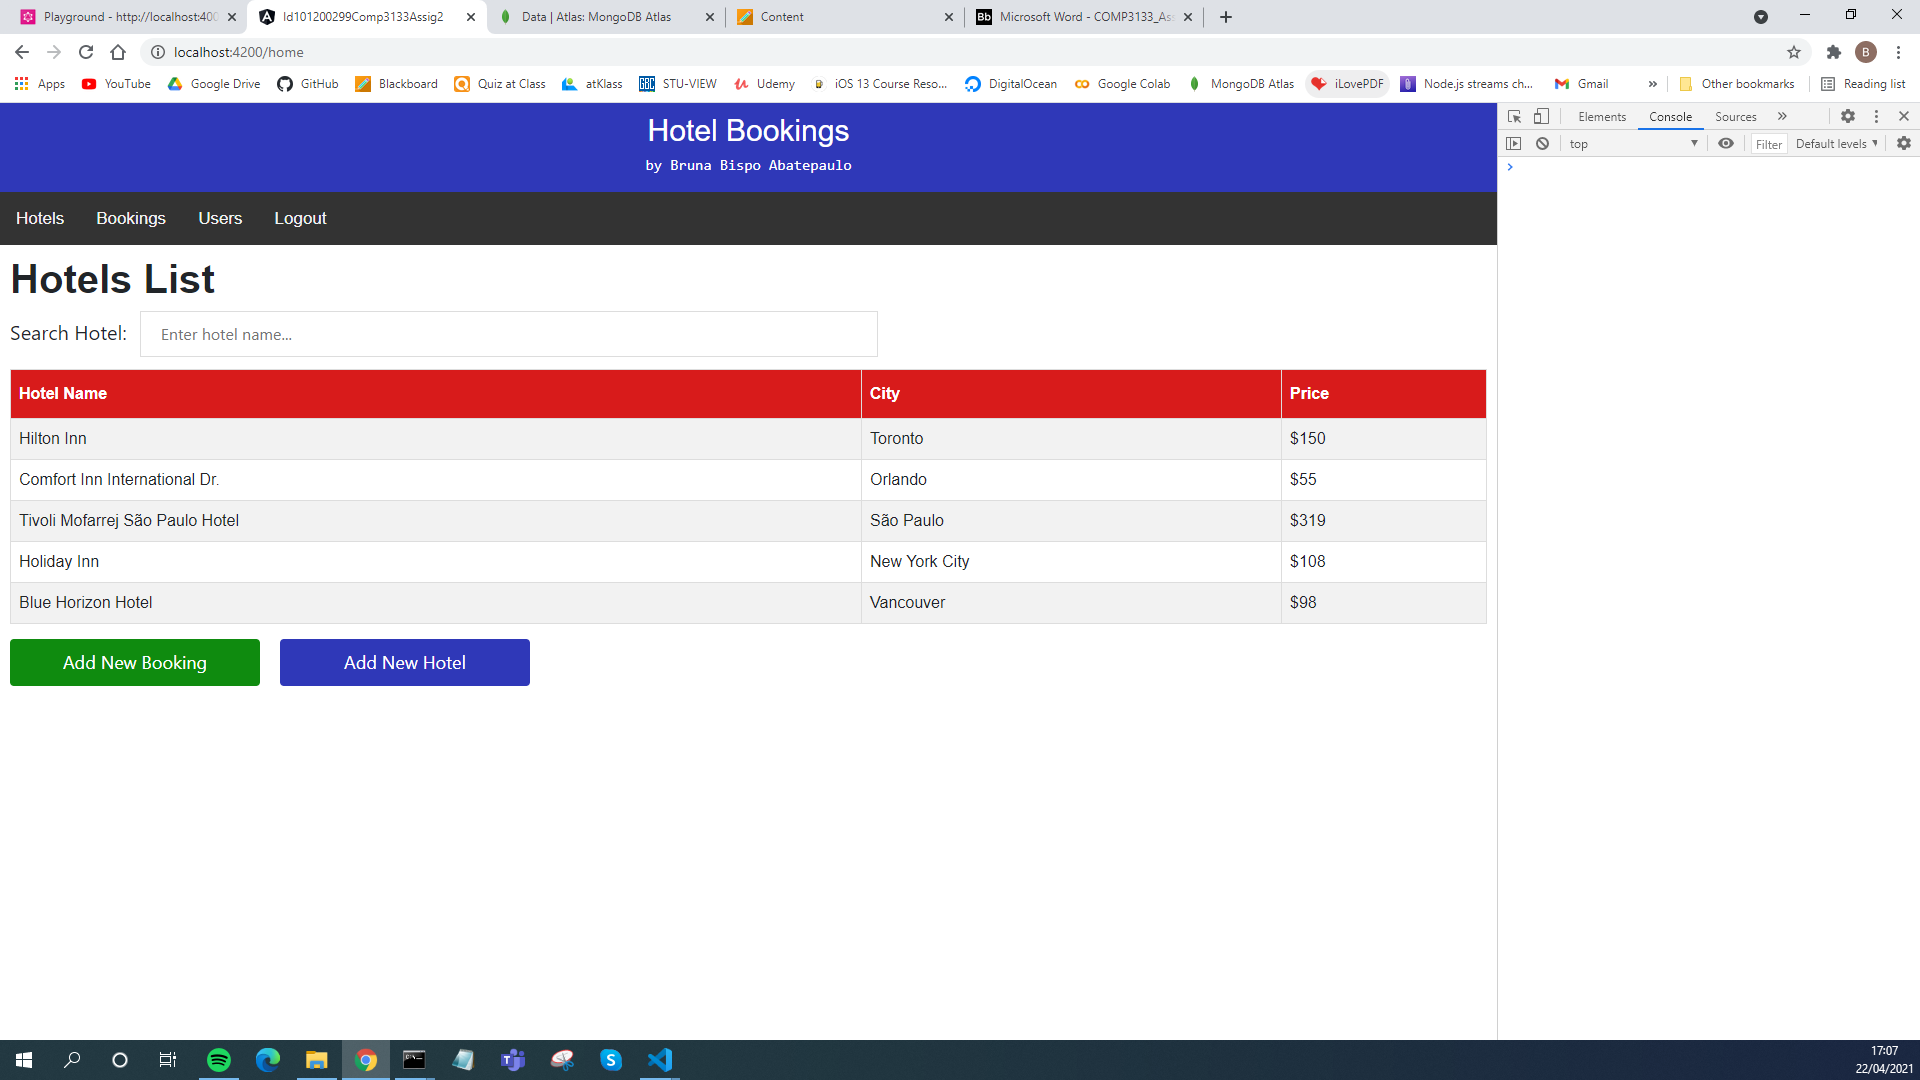 Playground - http://localhost:400 Id101200299Comp3133Assig2 Data | Atlas: MongoDB Atlas Content Bb Microsoft Word - COMP3133_As
localhost:4200/home B
Apps YouTube Google Drive GitHub Blackboard Quiz at Class atKlass GBC STU-VIEW Udemy iOS 13 Course Reso... DigitalOcean Google Colab MongoDB Atlas iLovePDF Node.js streams ch... Gmail » Other bookmarks Reading list
Hotel Bookings
by Bruna Bispo Abatepaulo
Elements Console Sources »
top Filter Default levels
Hotels Bookings Users Logout
Hotels List
Search Hotel: Enter hotel name...
Hotel Name City Price
Hilton Inn Toronto $150
Comfort Inn International Dr. Orlando $55
Tivoli Mofarrej São Paulo Hotel São Paulo $319
Holiday Inn New York City $108
Blue Horizon Hotel Vancouver $98
Add New Booking Add New Hotel
17:07
22/04/2021